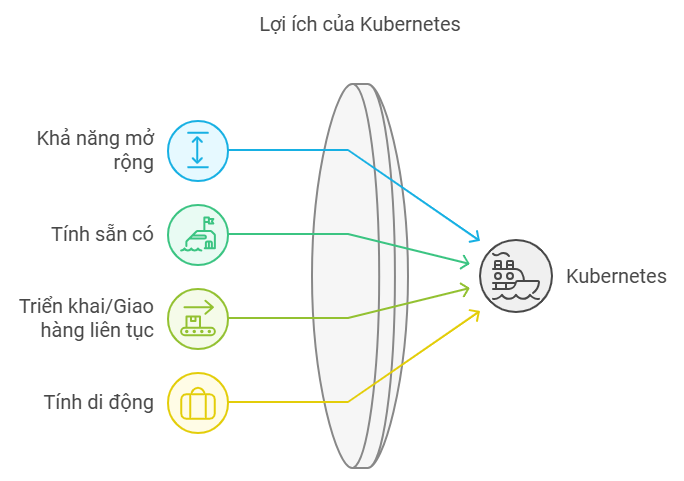 Lợi ích của Kubernetes
Khả năng mở
rộng
Tính sẵn có
Triển khai/Giao
hàng liên tục
Tính di động
Kubernetes